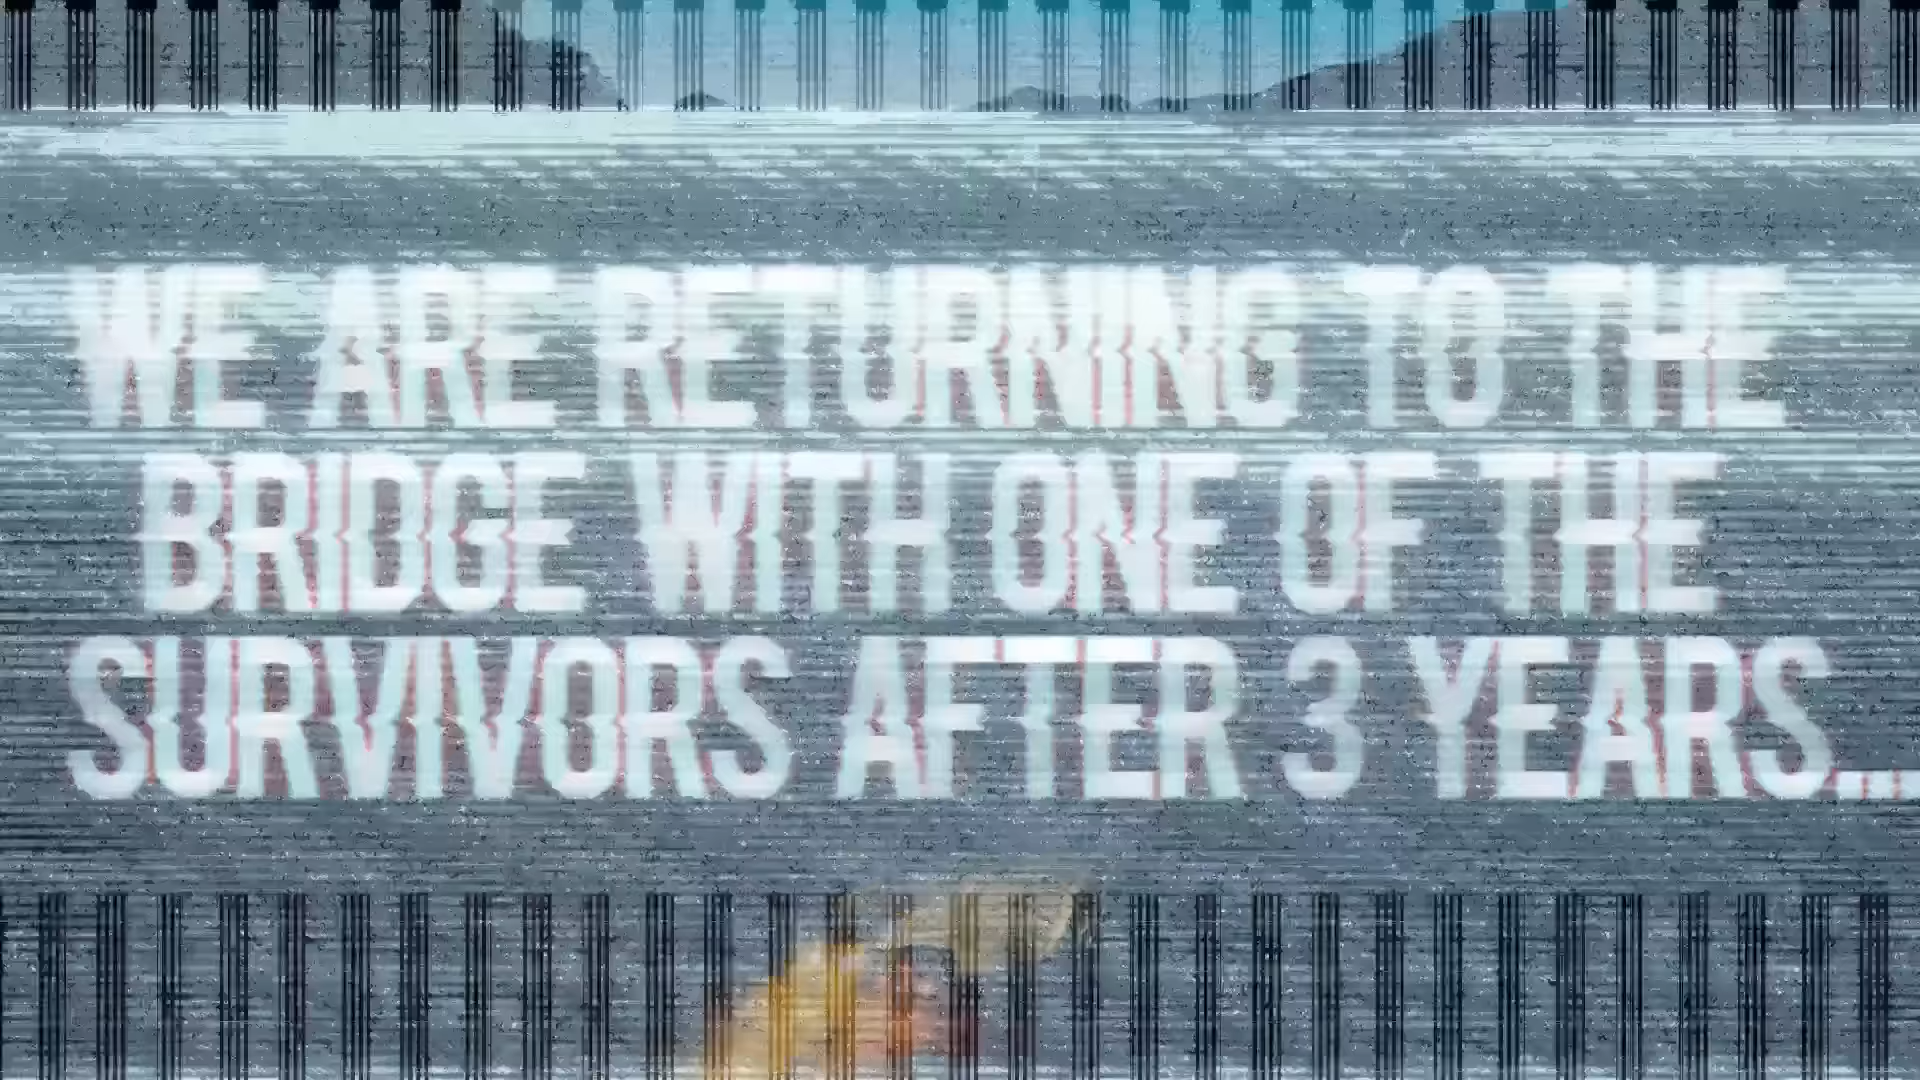 WE ARE RETURNING TO THE
BRIDGE WITH ONE OF THE
SURVIVORS AFTER 3 YEARS...